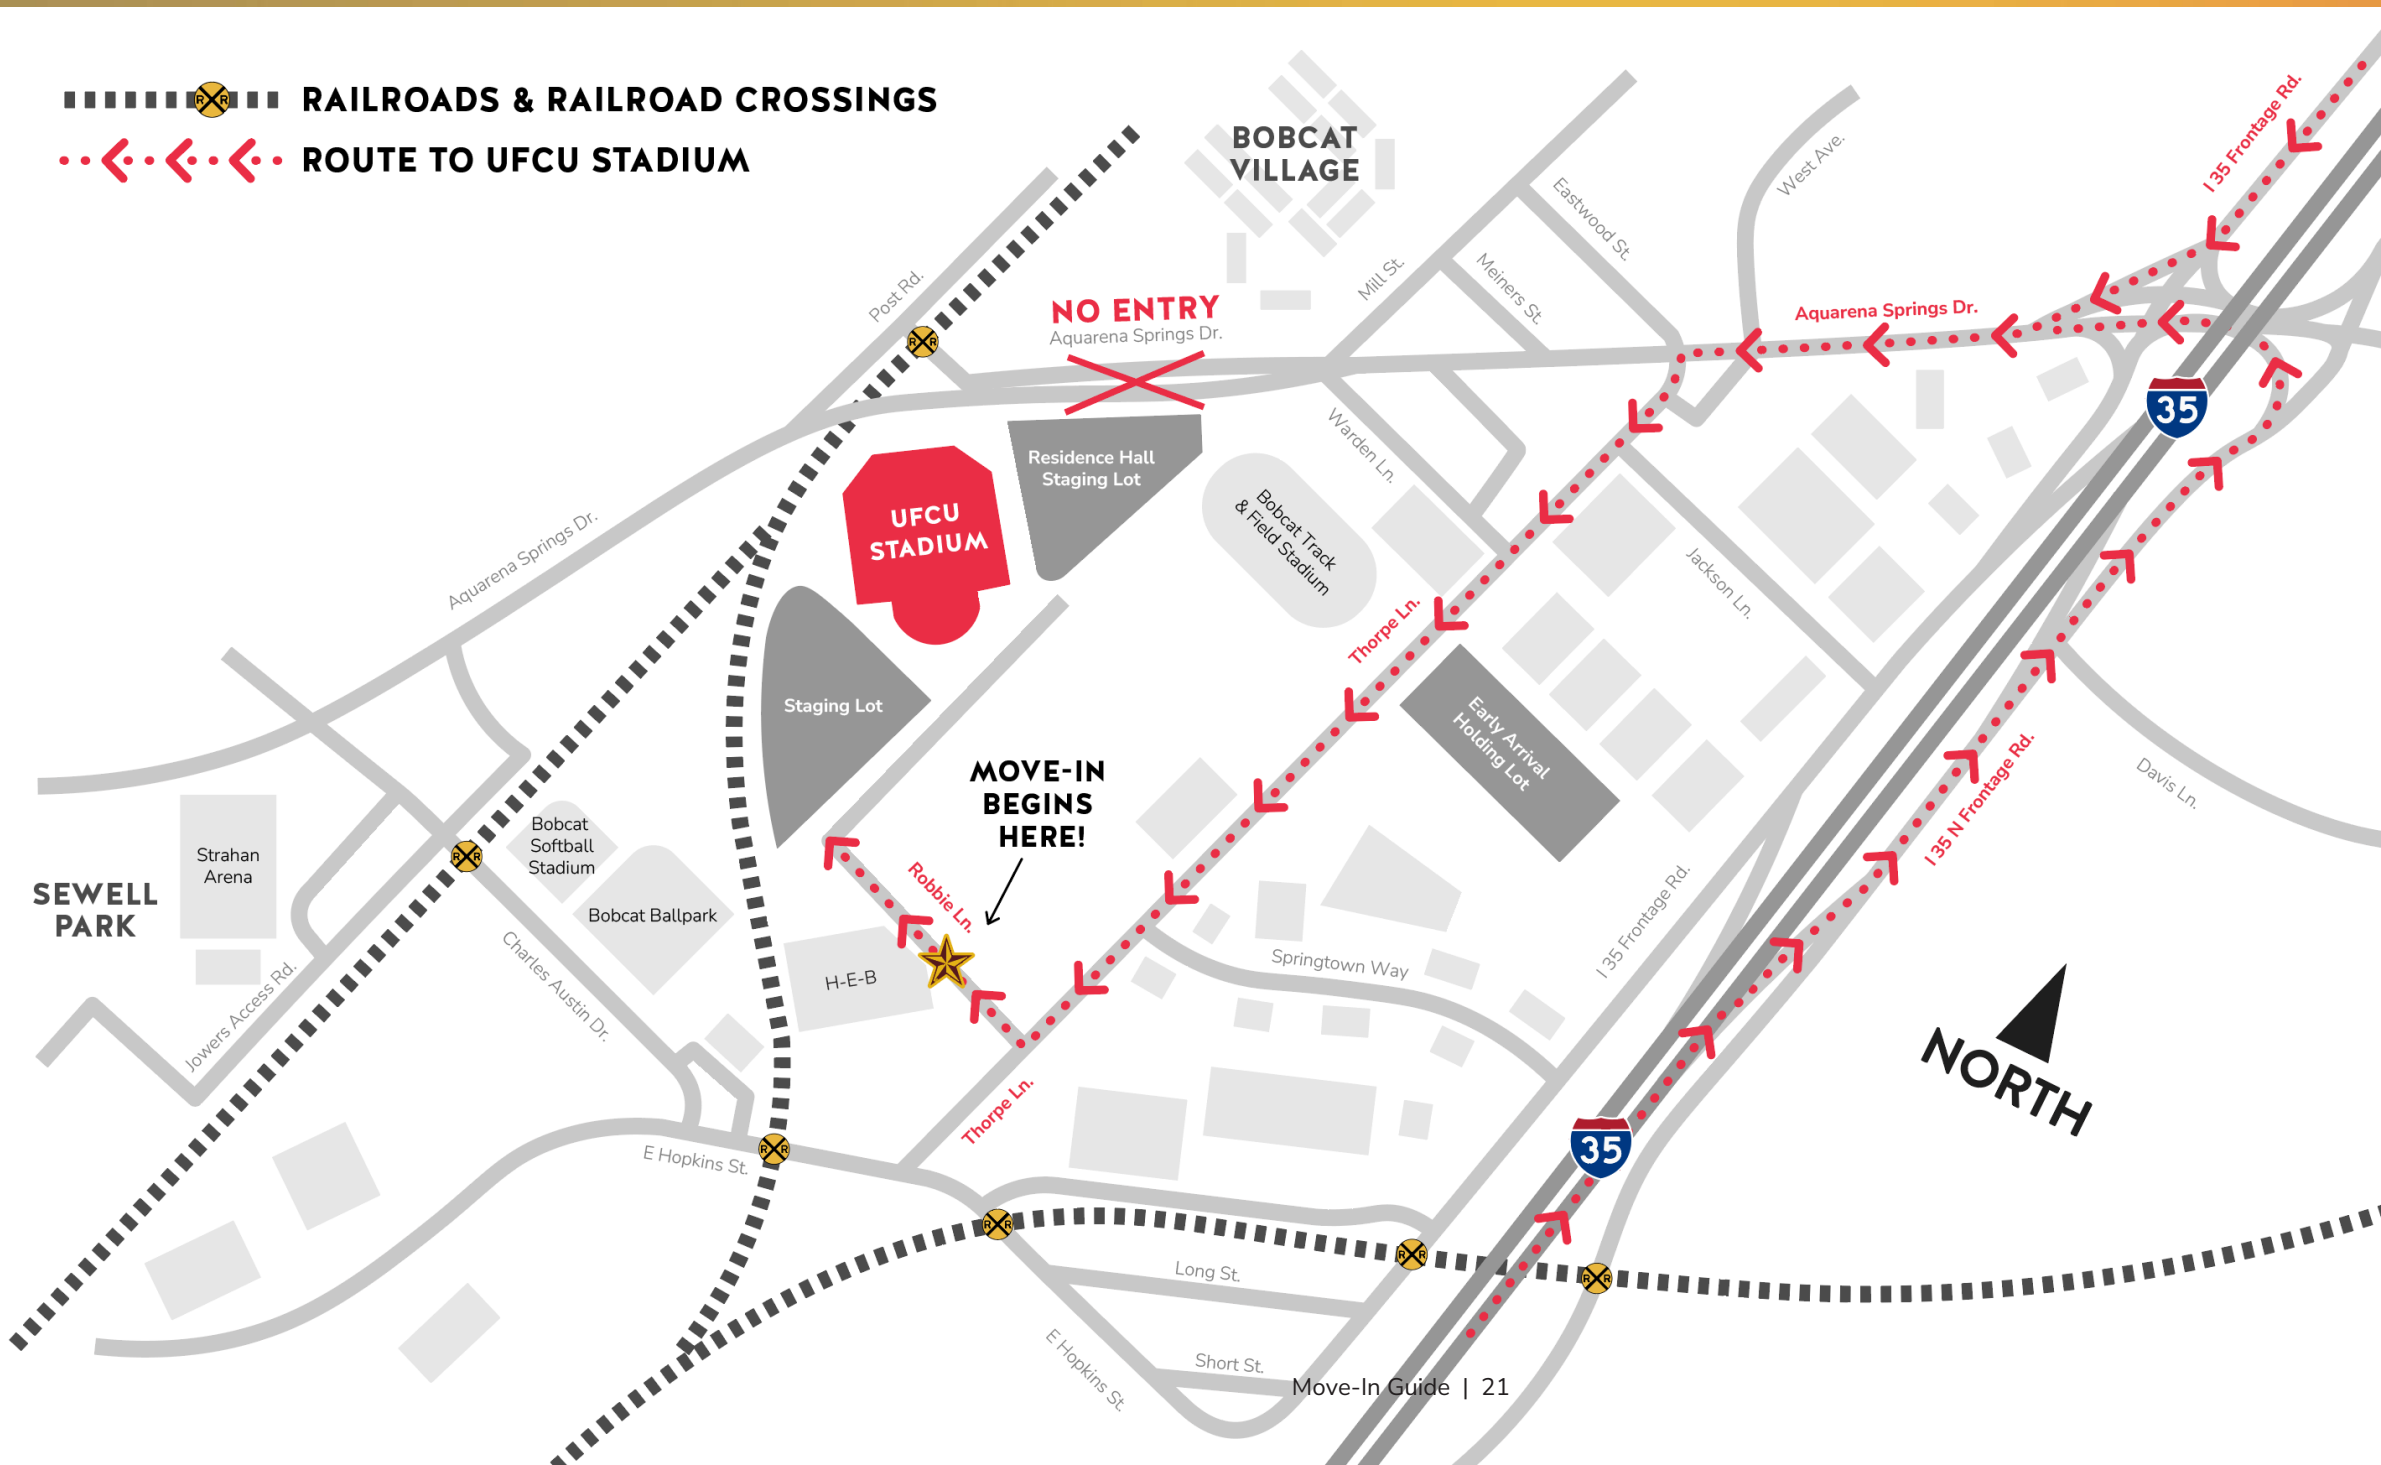 RAILROADS & RAILROAD CROSSINGS
ROUTE TO UFCU STADIUM
BOBCAT
VILLAGE
I 35 Frontage Rd.
West Ave.
Eastwood St.
Meiners St.
Mill St.
Post Rd.
NO ENTRY
Aquarena Springs Dr.
Aquarena Springs Dr.
35
Residence Hall
Staging Lot
UFCU
STADIUM
Warden Ln.
Bobcat Track
& Field Stadium
Aquarena Springs Dr.
Jackson Ln.
Thorpe Ln.
Staging Lot
Early Arrival
Holding Lot
MOVE-IN
BEGINS
HERE!
I 35 N Frontage Rd.
Davis Ln.
Strahan
Arena
SEWELL
PARK
Bobcat
Softball
Stadium
Bobcat Ballpark
Robbie Ln.
H-E-B
Springtown Way
I 35 Frontage Rd.
Charles Austin Dr.
Jowers Access Rd.
NORTH
Thorpe Ln.
E Hopkins St.
35
Long St.
Short St.
E Hopkins St.
Move-In Guide | 21
R R
R R
R R
R R
R R
R R
R R